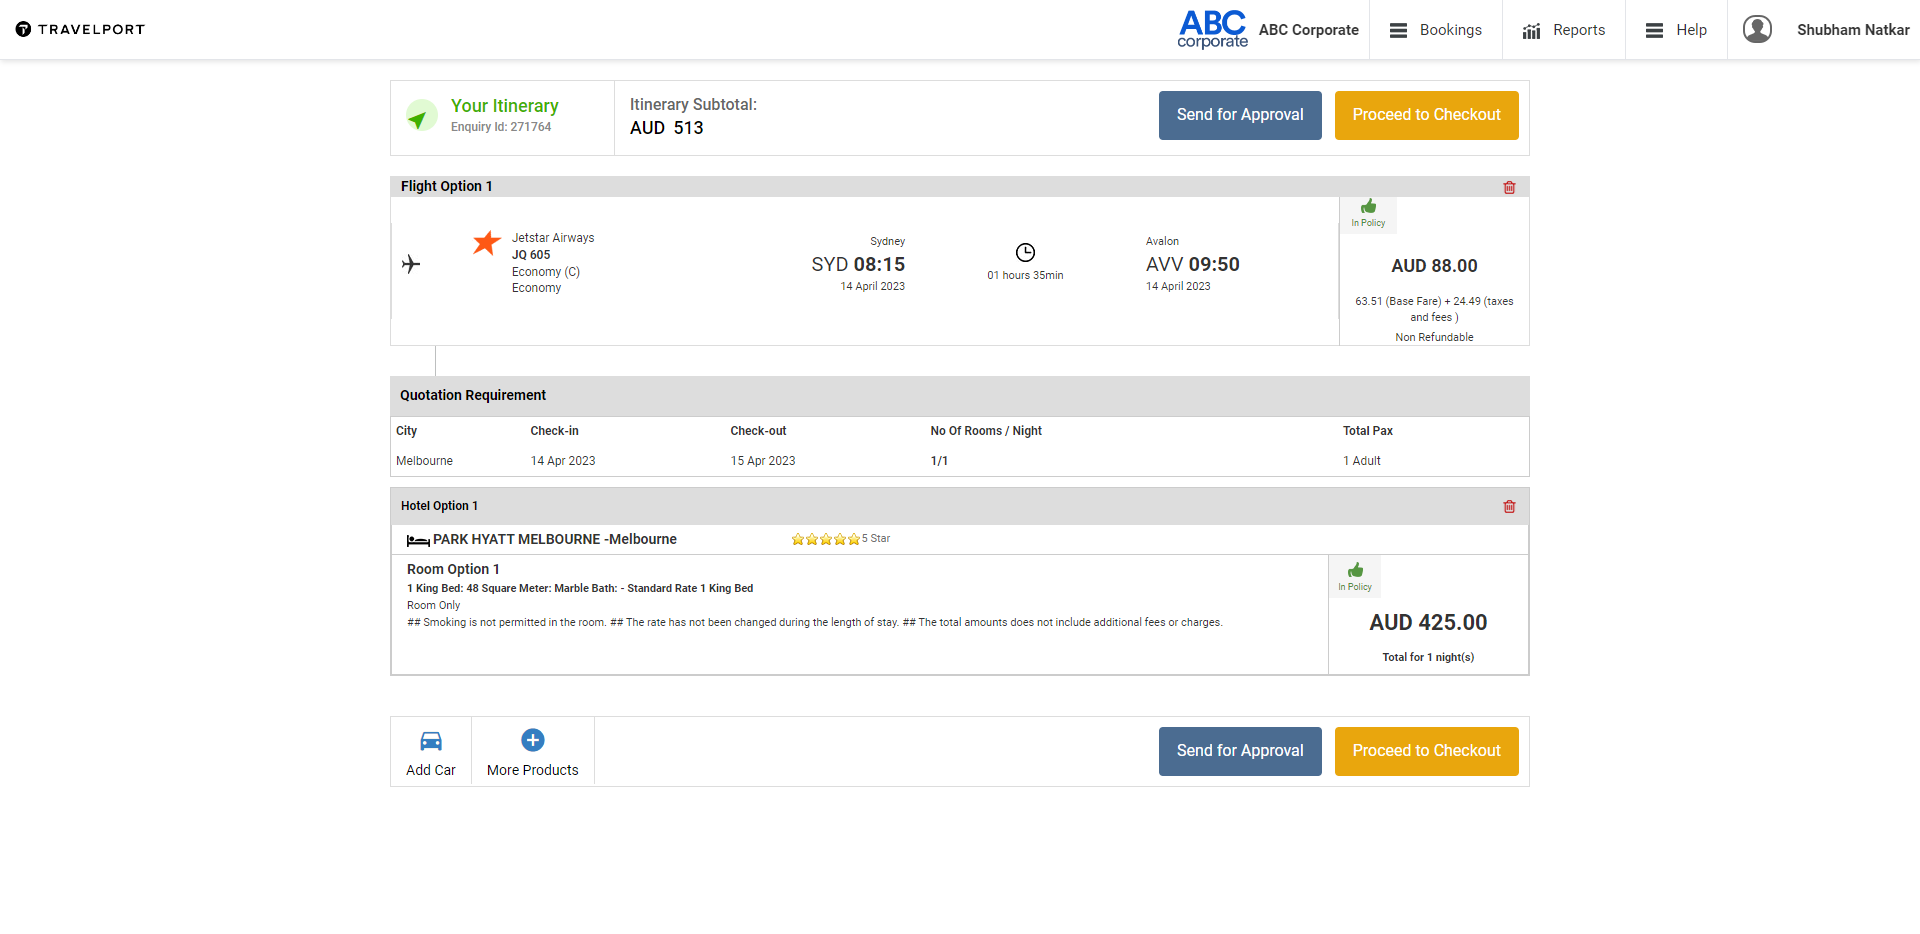 TRAVELPORT
ABC
corporate
ABC Corporate
Bookings
Reports
Help
Shubham Natkar
Your Itinerary
Enquiry Id: 271764
Itinerary Subtotal:
AUD 513
Send for Approval
Proceed to Checkout
Flight Option 1
Jetstar Airways
JQ 605
Economy (C)
Economy
Sydney
SYD 08:15
14 April 2023
01 hours 35min
Avalon
AVV 09:50
14 April 2023
In Policy
AUD 88.00
63.51 (Base Fare) + 24.49 (taxes
and fees )
Non Refundable
Quotation Requirement
City Check-in Check-out No Of Rooms / Night Total Pax
Melbourne 14 Apr 2023 15 Apr 2023 1/1 1 Adult
Hotel Option 1
PARK HYATT MELBOURNE -Melbourne 5 Star
Room Option 1
1 King Bed: 48 Square Meter: Marble Bath: - Standard Rate 1 King Bed
Room Only
## Smoking is not permitted in the room. ## The rate has not been changed during the length of stay. ## The total amounts does not include additional fees or charges.
In Policy
AUD 425.00
Total for 1 night(s)
Add Car
More Products
Send for Approval
Proceed to Checkout